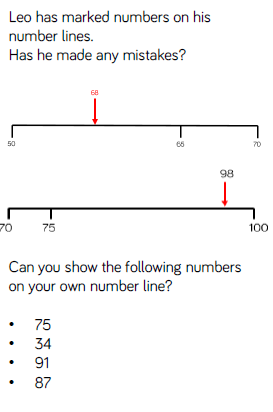 Leo has marked numbers on his
number lines.
Has he made any mistakes?
68
50 65 70
98
70 75 100
Can you show the following numbers
on your own number line?
• 75
• 34
• 91
• 87